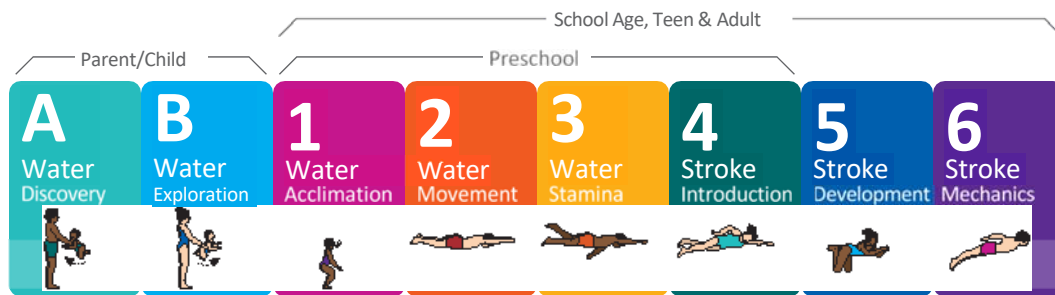 School Age, Teen & Adult
Parent/Child
Preschool
A
Water
Discovery
B
Water
Exploration
1
Water
Acclimation
2
Water
Movement
3
Water
Stamina
4
Stroke
Introduction
5
Stroke
Development
6
Stroke
Mechanics